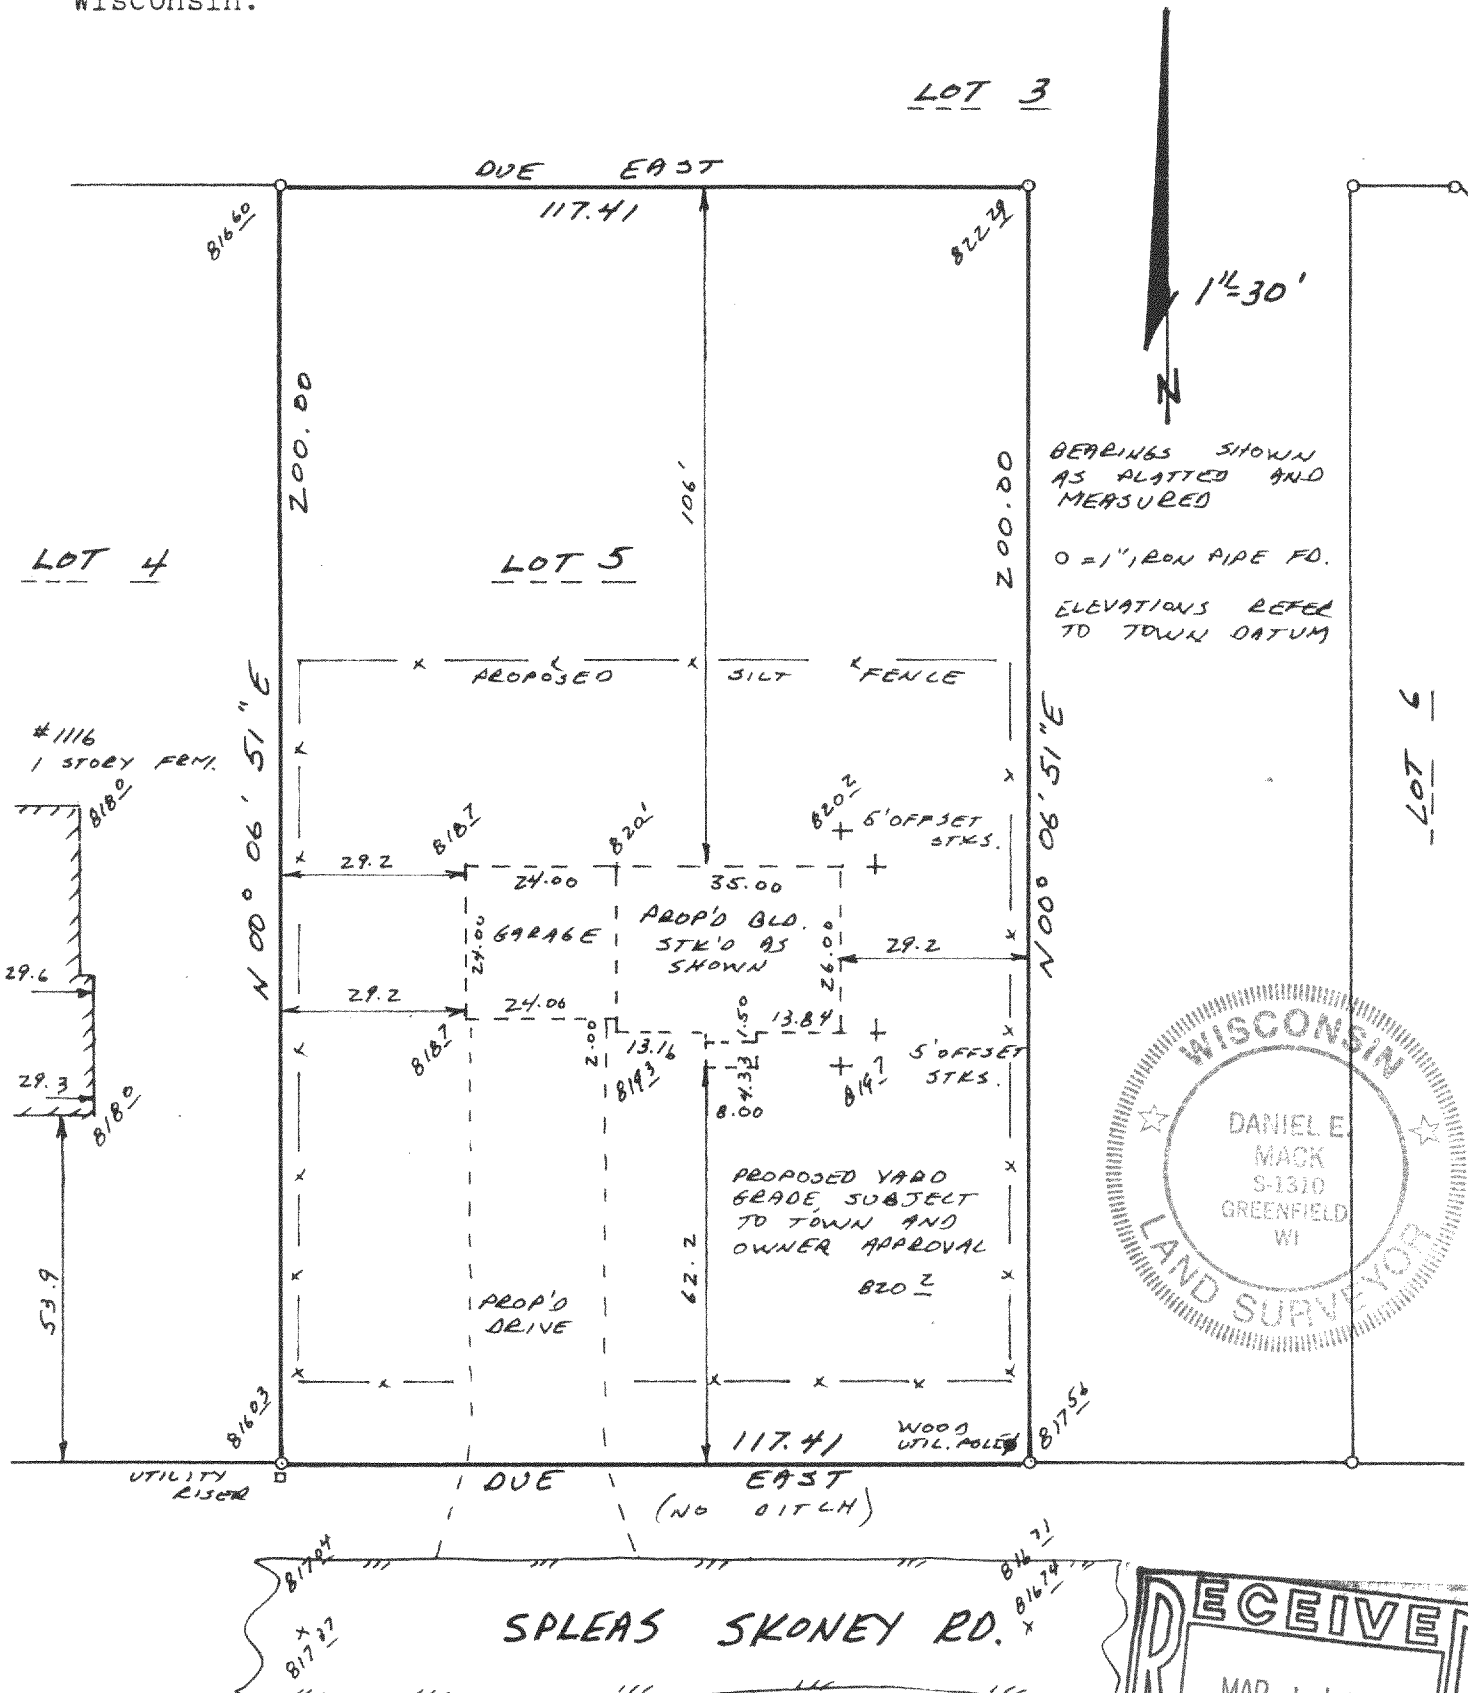 Wisconsin.
LOT 3
DUE EAST
117.41
816 60
822 29
1"=30'
N
200.00
200.00
106'
BEARINGS SHOWN
AS PLATTED AND
MEASURED
O = 1" IRON PIPE FD.
ELEVATIONS REFER
TO TOWN DATUM
LOT 4
LOT 5
LOT 6
PROPOSED SILT FENCE
N 00° 06' 51" E
N 00° 06' 51" E
#1116
1 STORY FRM.
818 0
818 7
820 1
820 2
5' OFFSET
STKS.
29.2
24.00
35.00
24.00
GARAGE
PROP'D BLD.
STK'D AS
SHOWN
26.00
29.2
29.6
29.2
24.00
2.00
1.50
13.84
13.16
818 7
819 3
4.33
8.00
819 7
5' OFFSET
STKS.
29.3
818 0
WISCONSIN
DANIEL E.
MACK
S-1310
GREENFIELD
WI
LAND SURVEYOR
PROPOSED YARD
GRADE, SUBJECT
TO TOWN AND
OWNER APPROVAL
820 2
62.2
53.9
PROP'D
DRIVE
816 03
117.41
WOOD
UTIL. POLE
817 56
UTILITY
RISER
DUE EAST
(NO DITCH)
817 04
816 71
816 74
SPLEAS SKONEY RD.
817 37
RECEIVE
MAR